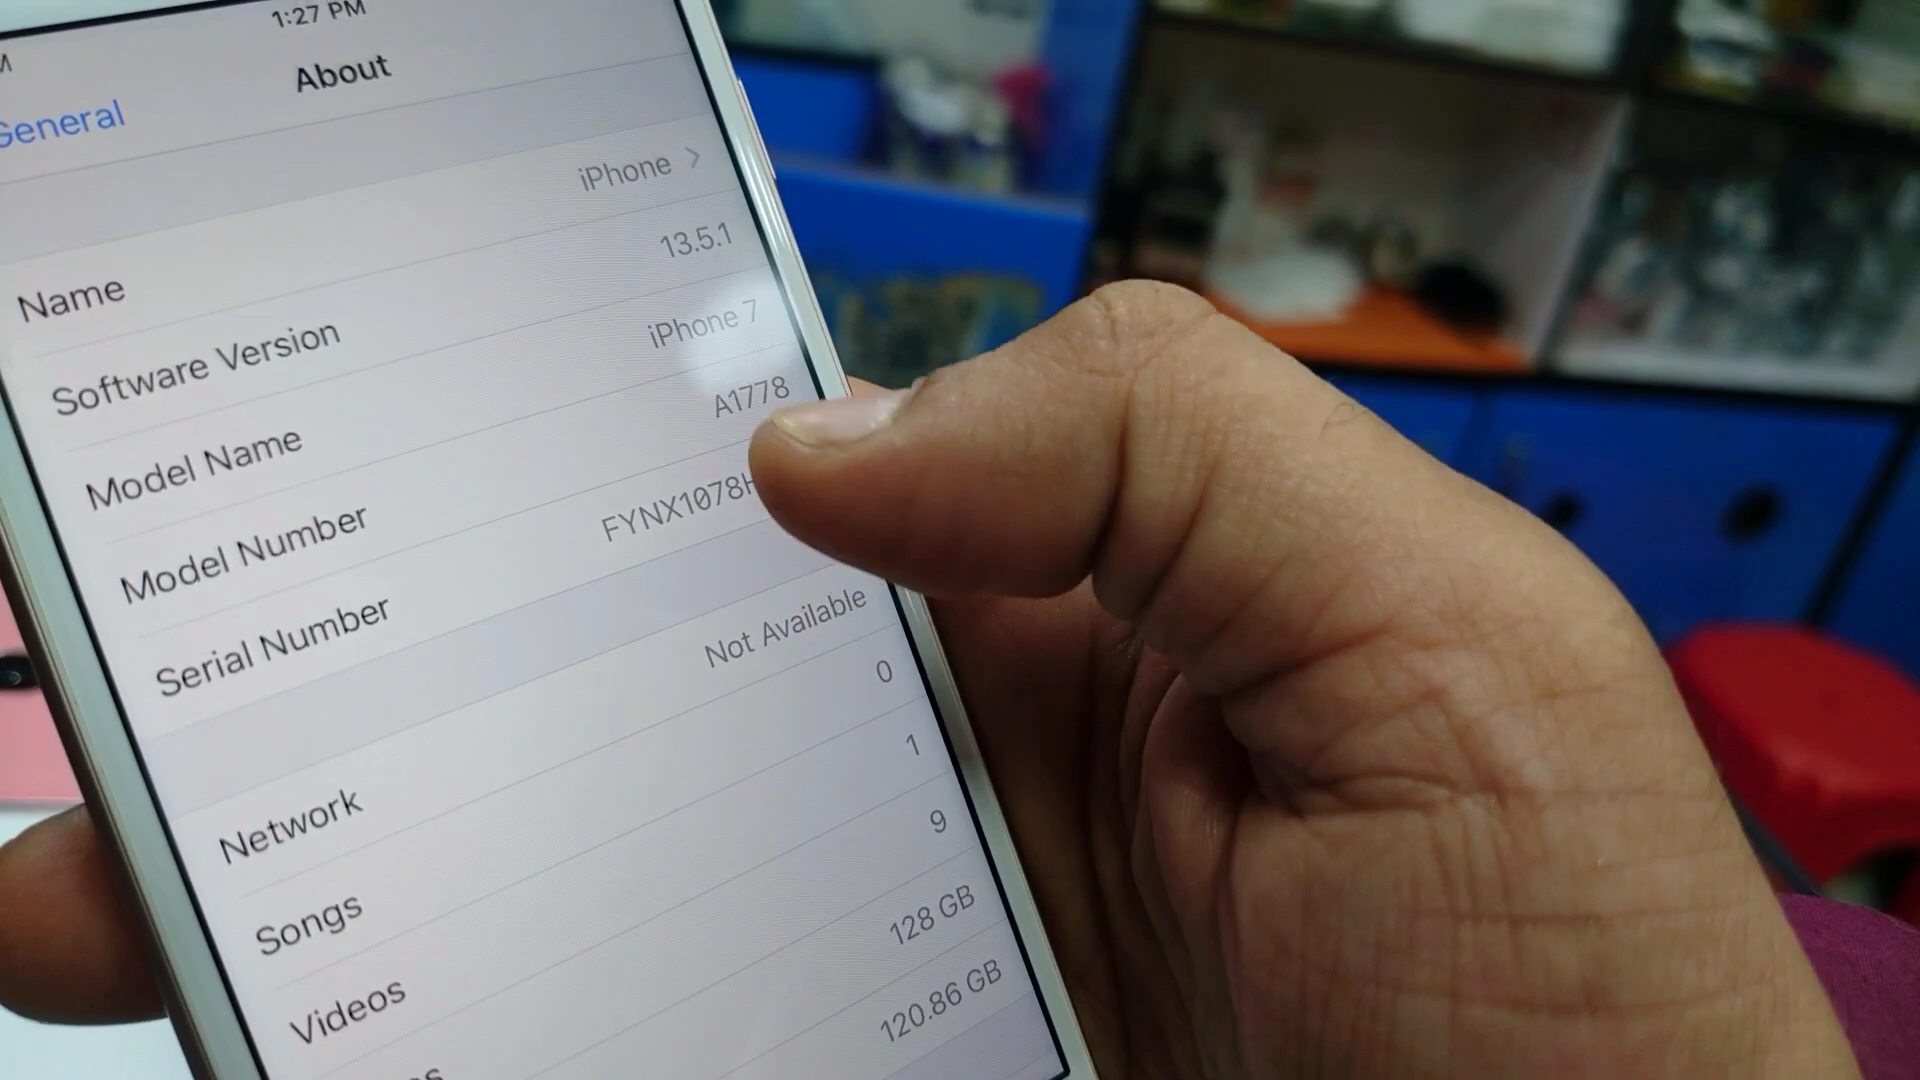 1:27 PM
General
About
Name iPhone
Software Version 13.5.1
Model Name iPhone 7
Model Number A1778
Serial Number FYNX1078H
Network Not Available
Songs 0
Videos 1
9
128 GB
120.86 GB